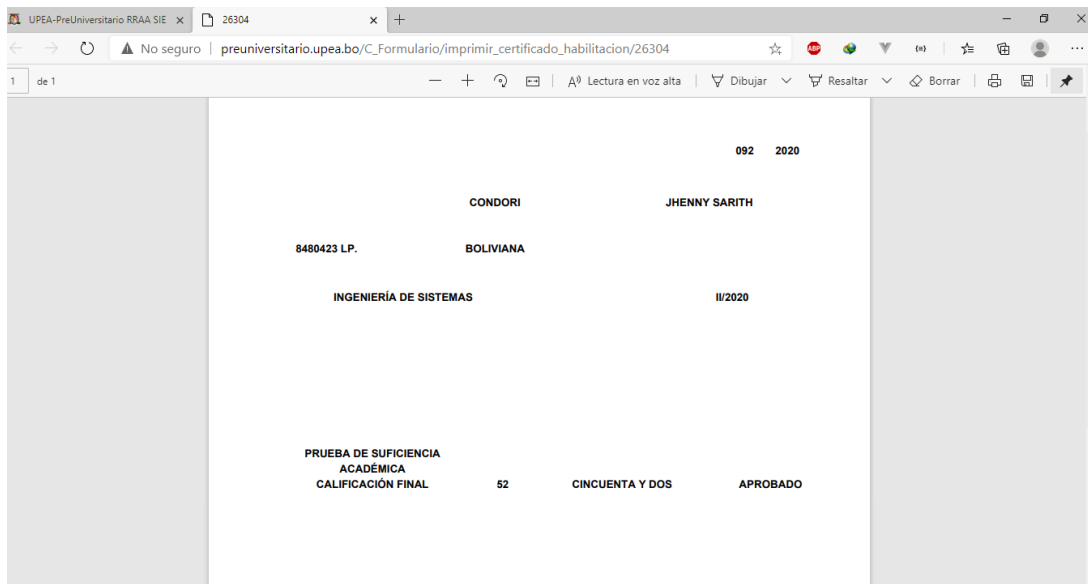 UPEA-PreUniversitario RRAA SIE
26304
No seguro preuniversitario.upea.bo/C_Formulario/imprimir_certificado_habilitacion/26304
1 de 1 Lectura en voz alta Dibujar Resaltar Borrar
092 2020
CONDORI JHENNY SARITH
8480423 LP. BOLIVIANA
INGENIERÍA DE SISTEMAS II/2020
PRUEBA DE SUFICIENCIA
ACADÉMICA
CALIFICACIÓN FINAL 52 CINCUENTA Y DOS APROBADO